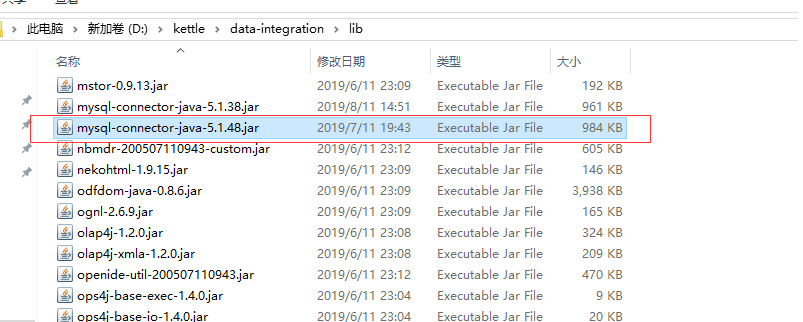 共享 查看
此电脑 新加卷 (D:) kettle data-integration lib
名称 修改日期 类型 大小
mstor-0.9.13.jar 2019/6/11 23:09 Executable Jar File 192 KB
mysql-connector-java-5.1.38.jar 2019/8/11 14:51 Executable Jar File 961 KB
mysql-connector-java-5.1.48.jar 2019/7/11 19:43 Executable Jar File 984 KB
nbmdr-200507110943-custom.jar 2019/6/11 23:12 Executable Jar File 605 KB
nekohtml-1.9.15.jar 2019/6/11 23:09 Executable Jar File 146 KB
odfdom-java-0.8.6.jar 2019/6/11 23:09 Executable Jar File 3,938 KB
ognl-2.6.9.jar 2019/6/11 23:09 Executable Jar File 165 KB
olap4j-1.2.0.jar 2019/6/11 23:08 Executable Jar File 324 KB
olap4j-xmla-1.2.0.jar 2019/6/11 23:08 Executable Jar File 209 KB
openide-util-200507110943.jar 2019/6/11 23:12 Executable Jar File 470 KB
ops4j-base-exec-1.4.0.jar 2019/6/11 23:04 Executable Jar File 9 KB
ops4j-base-io-1.4.0.jar 2019/6/11 23:04 Executable Jar File 20 KB